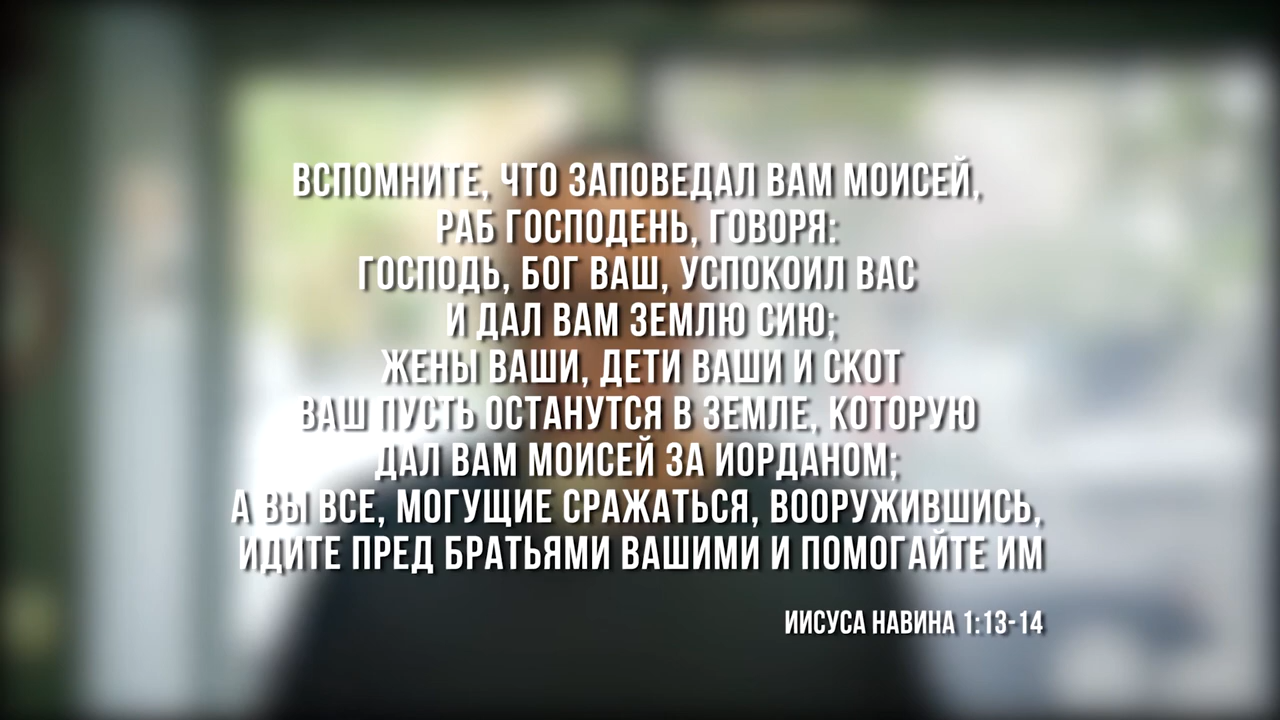 ВСПОМНИТЕ, ЧТО ЗАПОВЕДАЛ ВАМ МОИСЕЙ,
РАБ ГОСПОДЕНЬ, ГОВОРЯ:
ГОСПОДЬ, БОГ ВАШ, УСПОКОИЛ ВАС
И ДАЛ ВАМ ЗЕМЛЮ СИЮ;
ЖЕНЫ ВАШИ, ДЕТИ ВАШИ И СКОТ
ВАШ ПУСТЬ ОСТАНУТСЯ В ЗЕМЛЕ, КОТОРУЮ
ДАЛ ВАМ МОИСЕЙ ЗА ИОРДАНОМ;
А ВЫ ВСЕ, МОГУЩИЕ СРАЖАТЬСЯ, ВООРУЖИВШИСЬ,
ИДИТЕ ПРЕД БРАТЬЯМИ ВАШИМИ И ПОМОГАЙТЕ ИМ
ИИСУСА НАВИНА 1:13-14